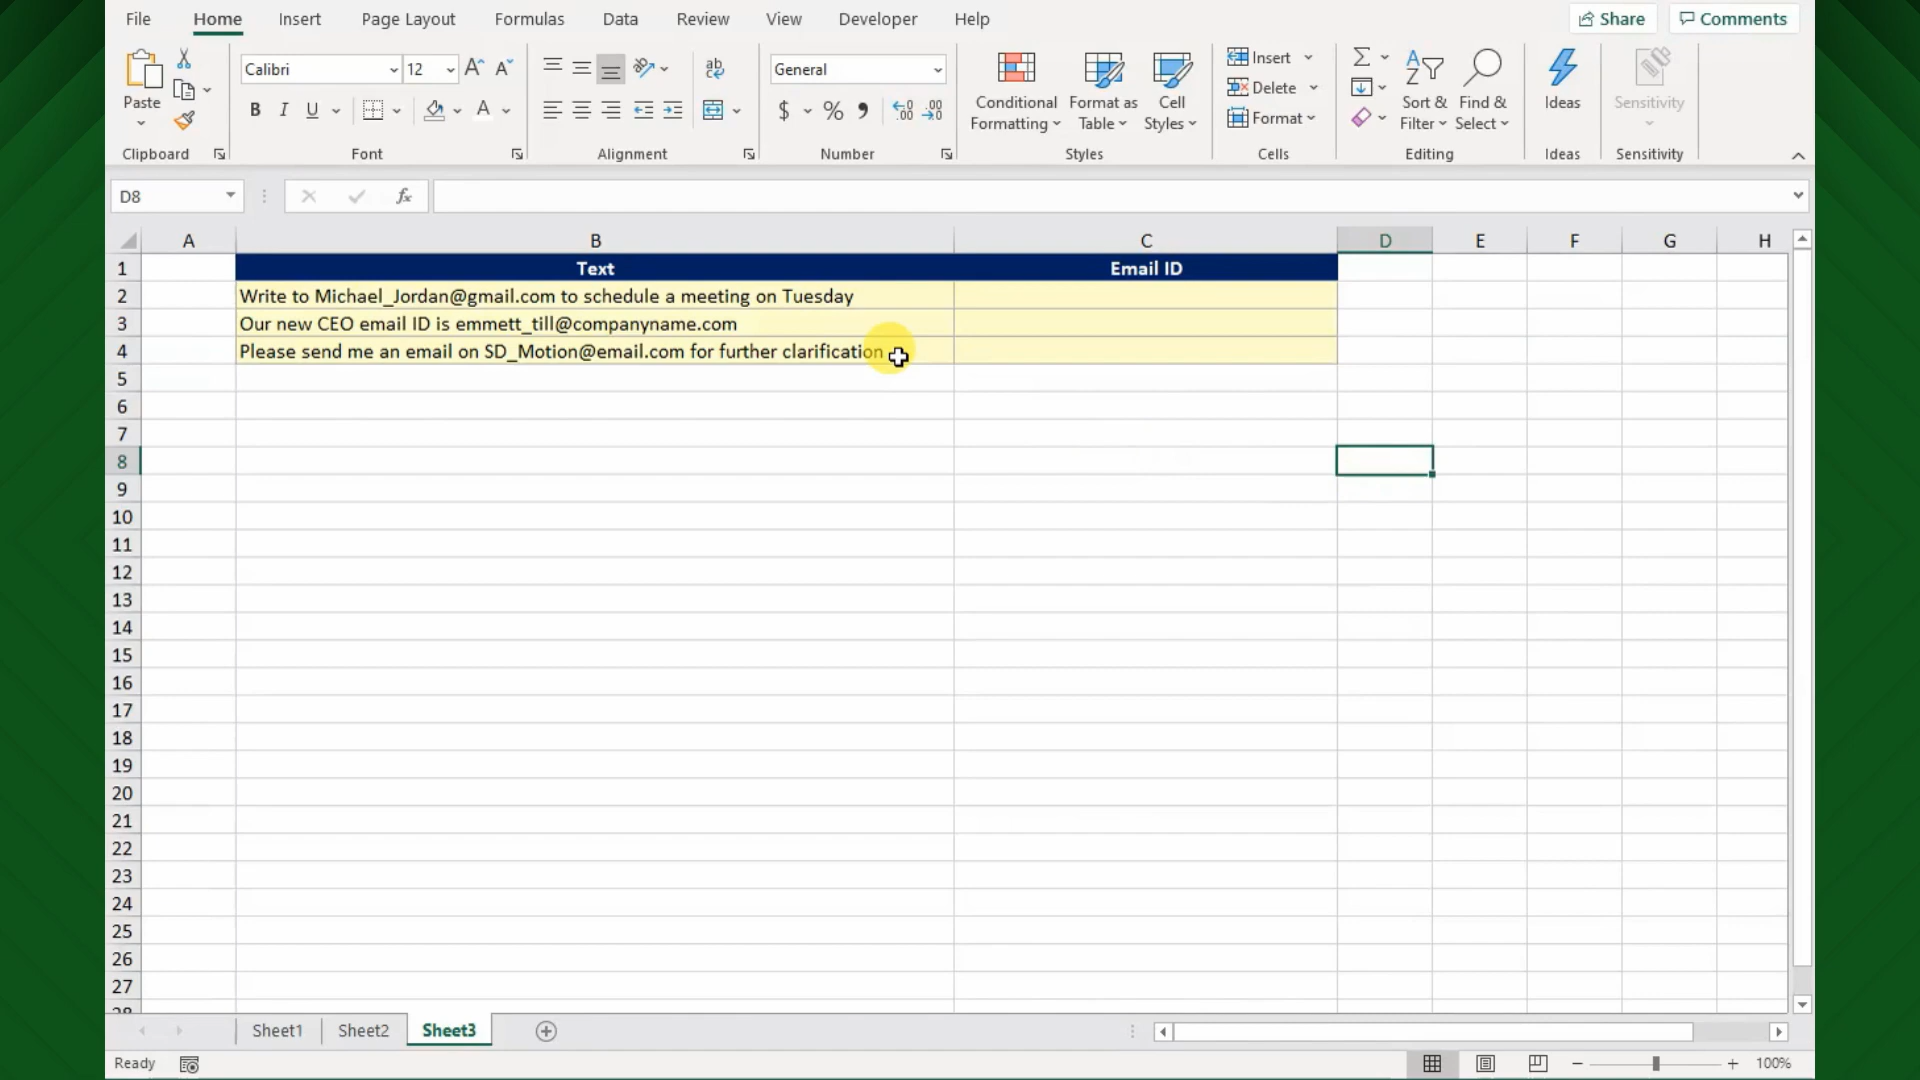 File Home Insert Page Layout Formulas Data Review View Developer Help Share Comments
Calibri 12 General Insert
Delete
Paste Conditional Format as Cell Sort & Find & Ideas Sensitivity
B I U A $ % Formatting Table Styles Format Filter Select
Clipboard Font Alignment Number Styles Cells Editing Ideas Sensitivity
D8 fx
A B C D E F G H
1 Text Email ID
2 Write to Michael_Jordan@gmail.com to schedule a meeting on Tuesday
3 Our new CEO email ID is emmett_till@companyname.com
4 Please send me an email on SD_Motion@email.com for further clarification
5
6
7
8
9
10
11
12
13
14
15
16
17
18
19
20
21
22
23
24
25
26
27
28
Sheet1 Sheet2 Sheet3
Ready 100%